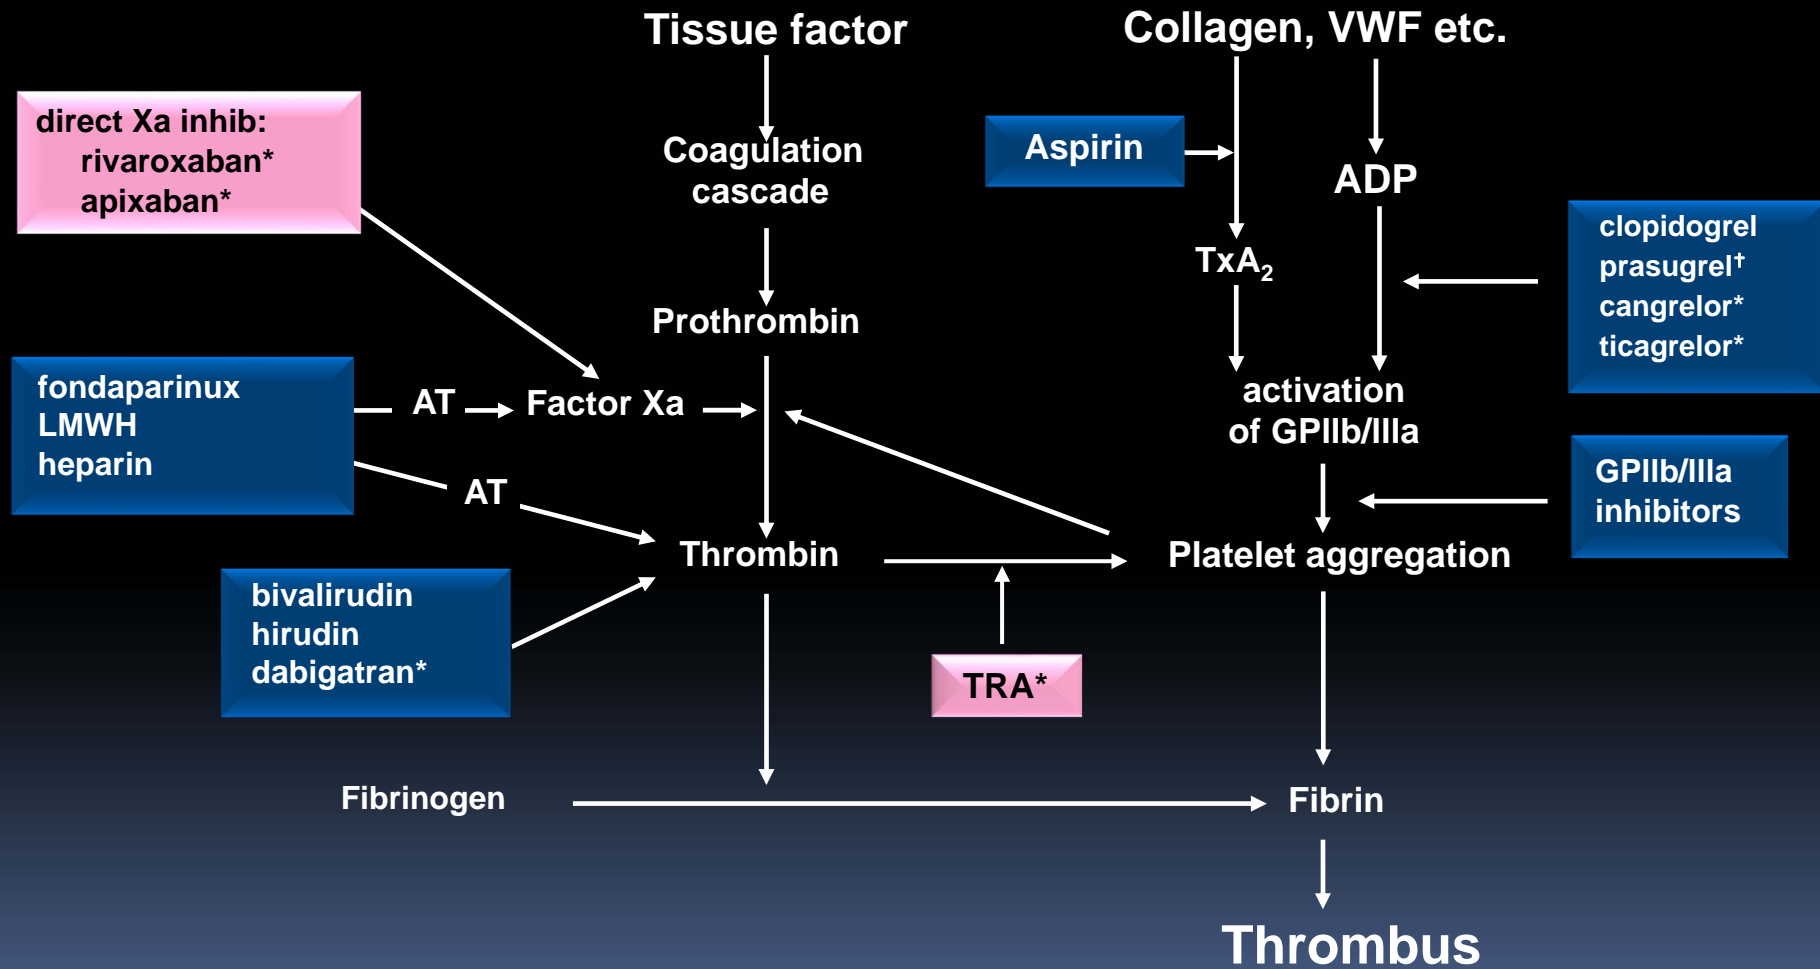 Tissue factor
Collagen, VWF etc.
direct Xa inhib:
rivaroxaban*
apixaban*
Coagulation
cascade
Aspirin
ADP
clopidogrel
prasugrel†
cangrelor*
ticagrelor*
TxA₂
Prothrombin
fondaparinux
LMWH
heparin
AT
Factor Xa
activation
of GPIIb/IIIa
AT
GPIIb/IIIa
inhibitors
Thrombin
Platelet aggregation
bivalirudin
hirudin
dabigatran*
TRA*
Fibrinogen
Fibrin
Thrombus